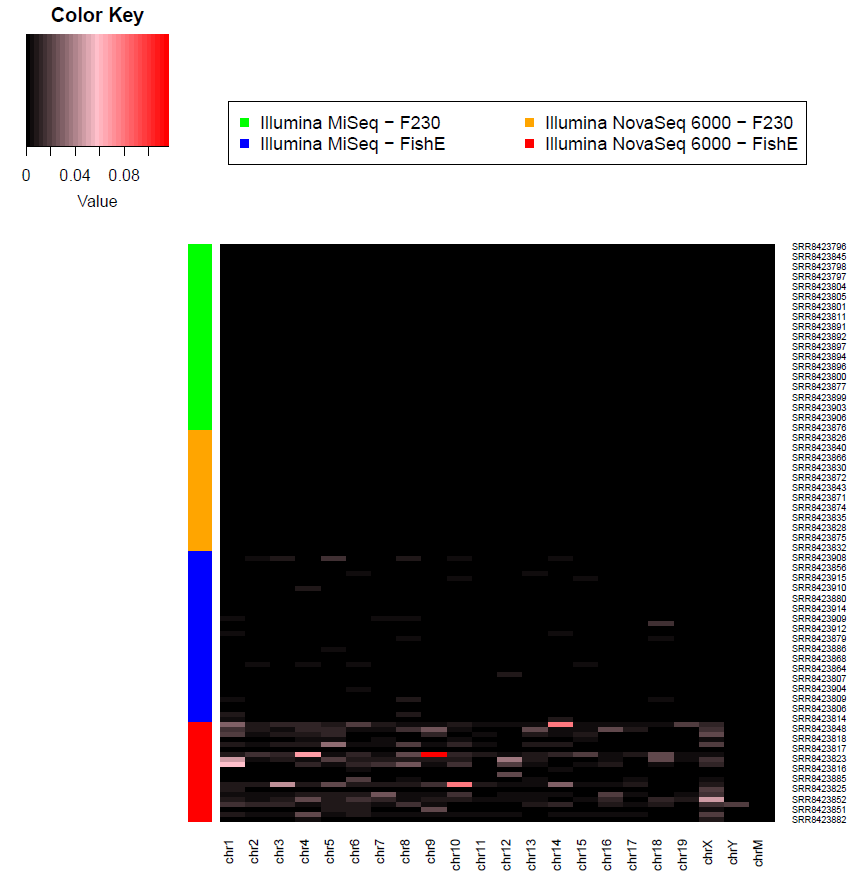 Color Key
0 0.04 0.08
Value
Illumina MiSeq − F230 Illumina NovaSeq 6000 − F230
Illumina MiSeq − FishE Illumina NovaSeq 6000 − FishE
SRR8423796
SRR8423845
SRR8423798
SRR8423797
SRR8423804
SRR8423805
SRR8423801
SRR8423811
SRR8423891
SRR8423892
SRR8423897
SRR8423894
SRR8423896
SRR8423800
SRR8423877
SRR8423899
SRR8423903
SRR8423906
SRR8423876
SRR8423826
SRR8423840
SRR8423866
SRR8423830
SRR8423872
SRR8423843
SRR8423871
SRR8423874
SRR8423835
SRR8423828
SRR8423875
SRR8423832
SRR8423908
SRR8423856
SRR8423915
SRR8423910
SRR8423880
SRR8423914
SRR8423909
SRR8423912
SRR8423879
SRR8423886
SRR8423868
SRR8423864
SRR8423807
SRR8423904
SRR8423809
SRR8423806
SRR8423814
SRR8423848
SRR8423818
SRR8423817
SRR8423823
SRR8423816
SRR8423885
SRR8423825
SRR8423852
SRR8423851
SRR8423882
chr1 chr2 chr3 chr4 chr5 chr6 chr7 chr8 chr9 chr10 chr11 chr12 chr13 chr14 chr15 chr16 chr17 chr18 chr19 chrX chrY chrM